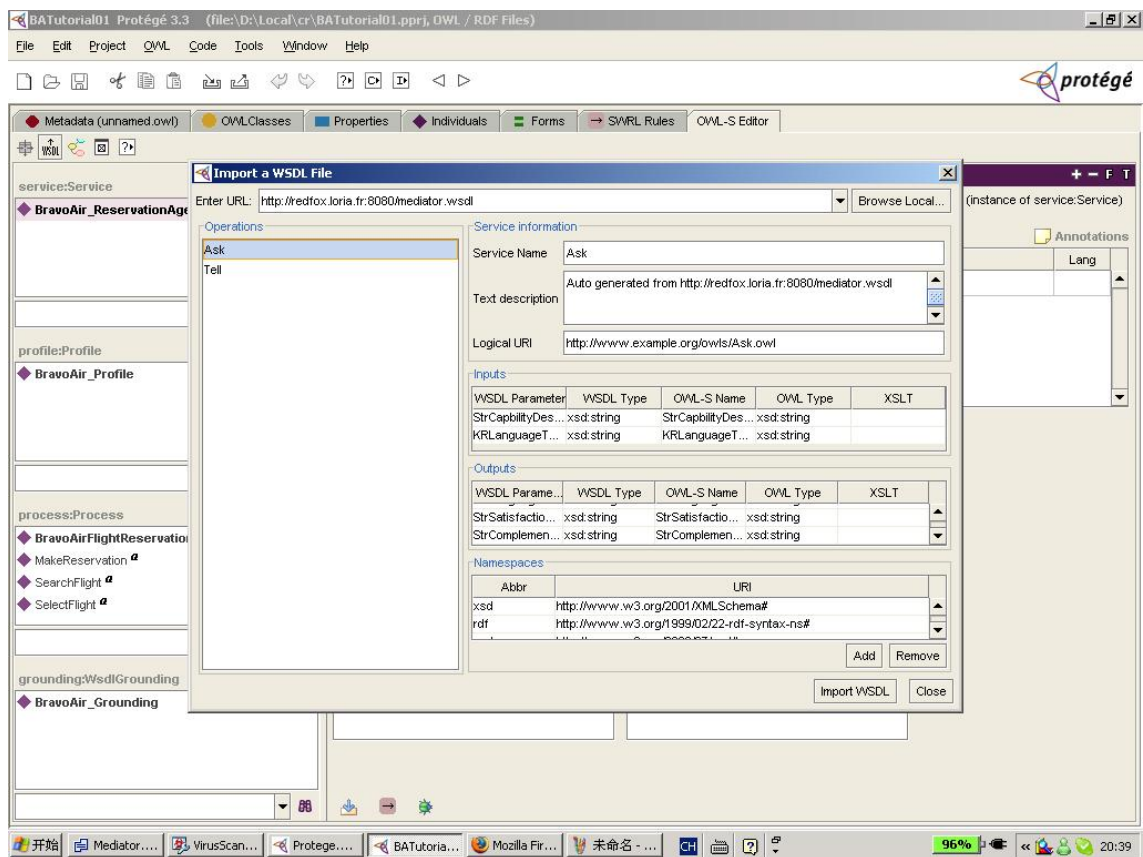 BATutorial01 Protégé 3.3 (file:\D:\Local\cr\BATutorial01.pprj, OWL / RDF Files)
File Edit Project OWL Code Tools Window Help
protégé
Metadata (unnamed.owl) OWLClasses Properties Individuals Forms SWRL Rules OWL-S Editor
WSDL
Import a WSDL File
+ - F T
service:Service
BravoAir_ReservationAge
Enter URL: http://redfox.loria.fr:8080/mediator.wsdl Browse Local...
(instance of service:Service)
Annotations
Lang
Operations
Ask
Tell
Service information
Service Name Ask
Text description Auto generated from http://redfox.loria.fr:8080/mediator.wsdl
Logical URI http://www.example.org/owls/Ask.owl
profile:Profile
BravoAir_Profile
Inputs
WSDL Parameter WSDL Type OWL-S Name OWL Type XSLT
StrCapbilityDes... xsd:string StrCapbilityDes... xsd:string
KRLanguageT... xsd:string KRLanguageT... xsd:string
Outputs
WSDL Parame... WSDL Type OWL-S Name OWL Type XSLT
StrSatisfactio... xsd:string StrSatisfactio... xsd:string
StrComplemen... xsd:string StrComplemen... xsd:string
process:Process
BravoAirFlightReservation
MakeReservation a
SearchFlight a
SelectFlight a
Namespaces
Abbr URI
xsd http://www.w3.org/2001/XMLSchema#
rdf http://www.w3.org/1999/02/22-rdf-syntax-ns#
Add Remove
Import WSDL Close
grounding:WsdlGrounding
BravoAir_Grounding
开始 Mediator.... VirusScan... Protege.... BATutoria... Mozilla Fir... 未命名 - ... CH 96% « 20:39